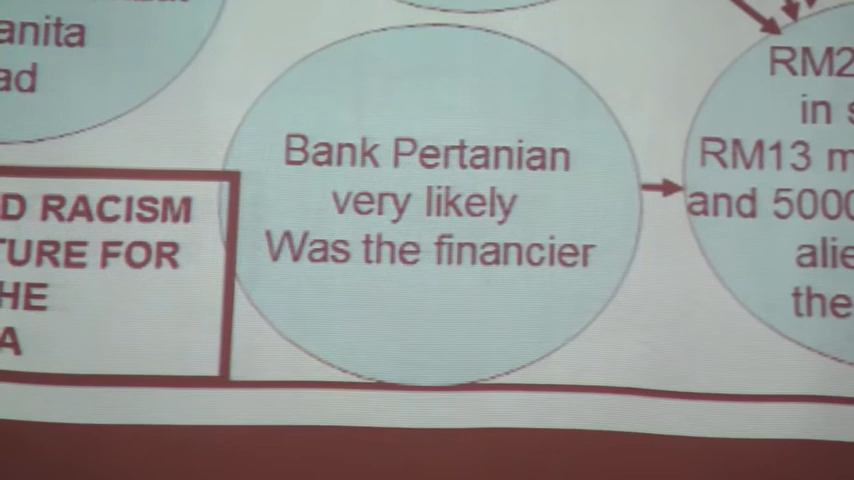 anita
ad
D RACISM
TURE FOR
HE
A
Bank Pertanian
very likely
Was the financier
RM2
in s
RM13 m
and 5000
alie
the